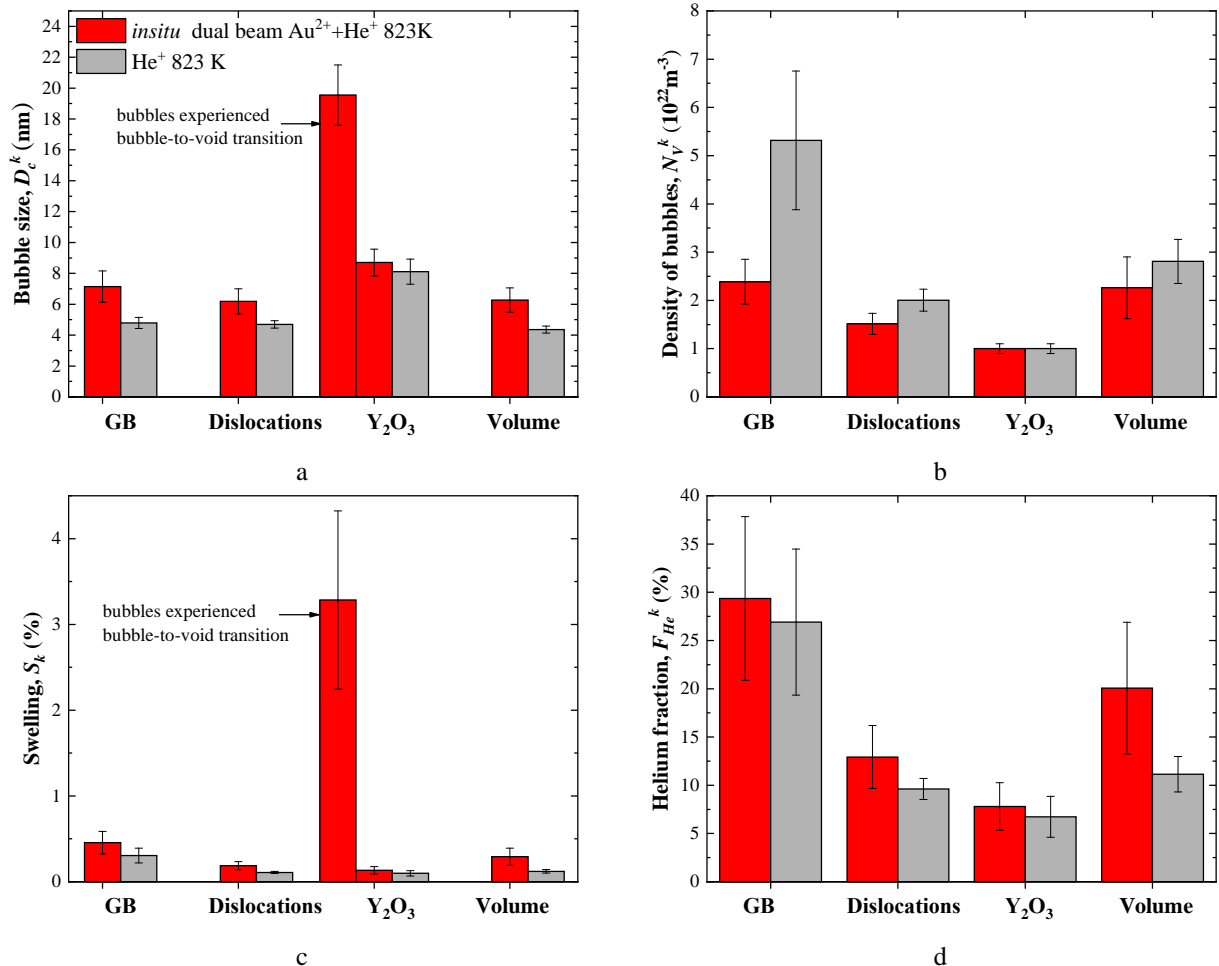 24
22
20
18
16
14
12
10
8
6
4
2
0
Bubble size, D_c^k (nm)
insitu dual beam Au²⁺+He⁺ 823K
He⁺ 823 K
bubbles experienced
bubble-to-void transition
GB Dislocations Y₂O₃ Volume
a
8
7
6
5
4
3
2
1
0
Density of bubbles, N_V^k (10²²m⁻³)
GB Dislocations Y₂O₃ Volume
b
4
3
2
1
0
Swelling, S_k (%)
bubbles experienced
bubble-to-void transition
GB Dislocations Y₂O₃ Volume
c
40
35
30
25
20
15
10
5
0
Helium fraction, F_He^k (%)
GB Dislocations Y₂O₃ Volume
d